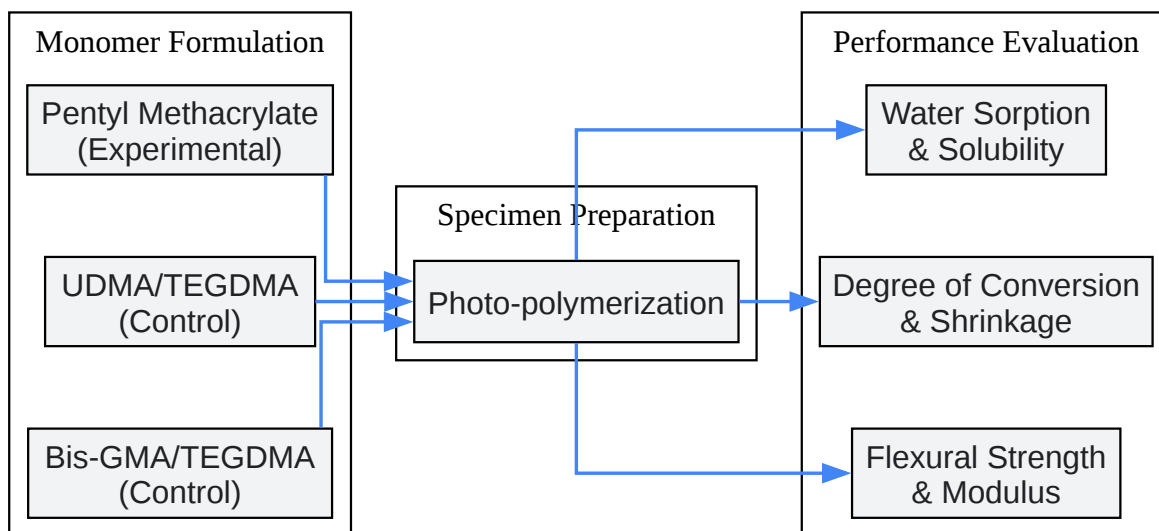 Monomer Formulation
Pentyl Methacrylate
(Experimental)
UDMA/TEGDMA
(Control)
Bis-GMA/TEGDMA
(Control)
Specimen Preparation
Photo-polymerization
Performance Evaluation
Water Sorption
& Solubility
Degree of Conversion
& Shrinkage
Flexural Strength
& Modulus